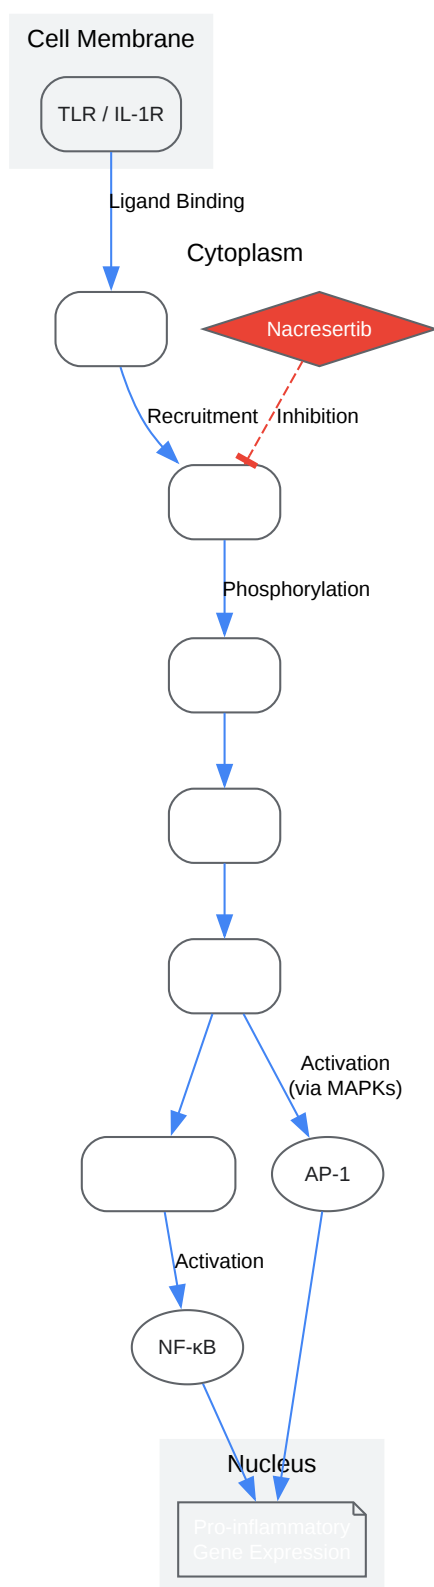 Cell Membrane
TLR / IL-1R
Ligand Binding
Cytoplasm
Nacresertib
Recruitment
Inhibition
Phosphorylation
Activation
(via MAPKs)
AP-1
Activation
NF-κB
Nucleus
Pro-inflammatory
Gene Expression